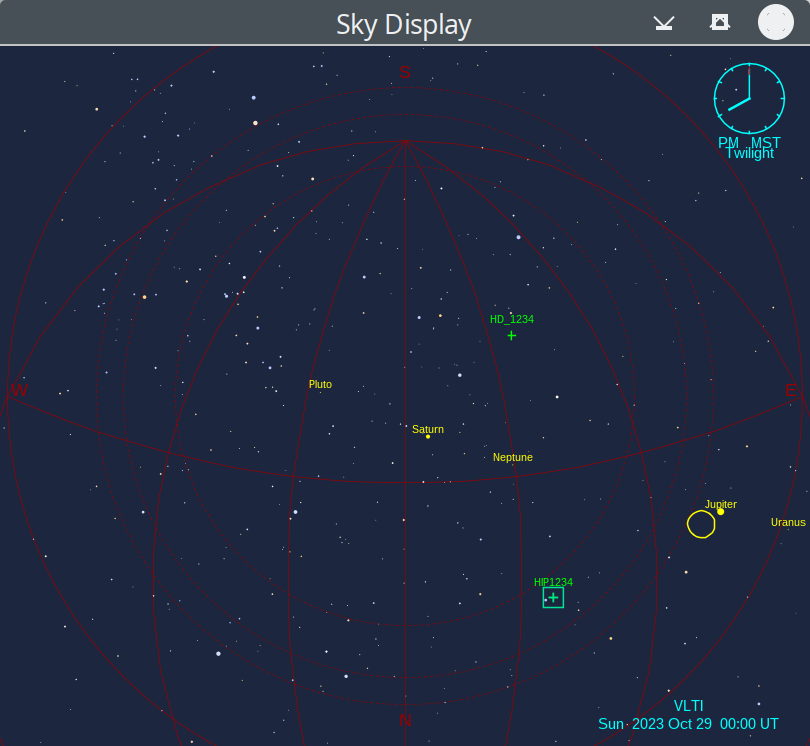 Sky Display
S
PM MST
Twilight
HD_1234
Pluto
W
E
Saturn
Neptune
Jupiter
Uranus
HIP1234
VLTI
N
Sun 2023 Oct 29 00:00 UT